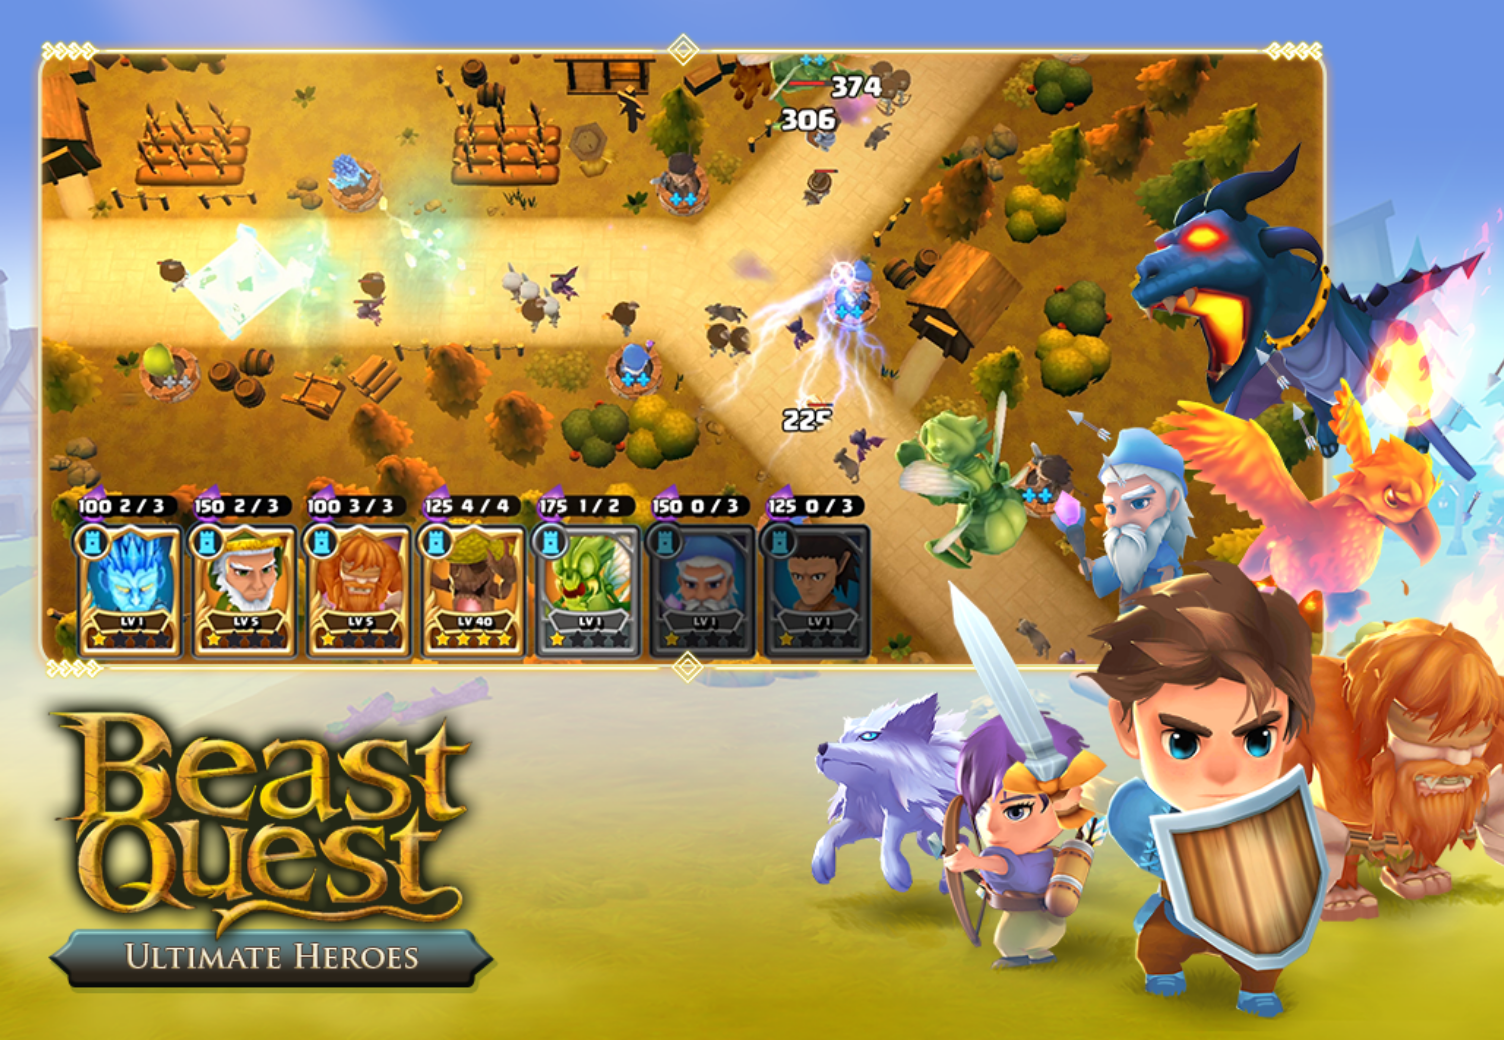 374
306
225
100 2/3
150 2/3
100 3/3
125 4/4
175 1/2
150 0/3
125 0/3
LV 1
LV 5
LV 5
LV 40
LV 1
LV 1
LV 1
Beast
Quest
Ultimate Heroes